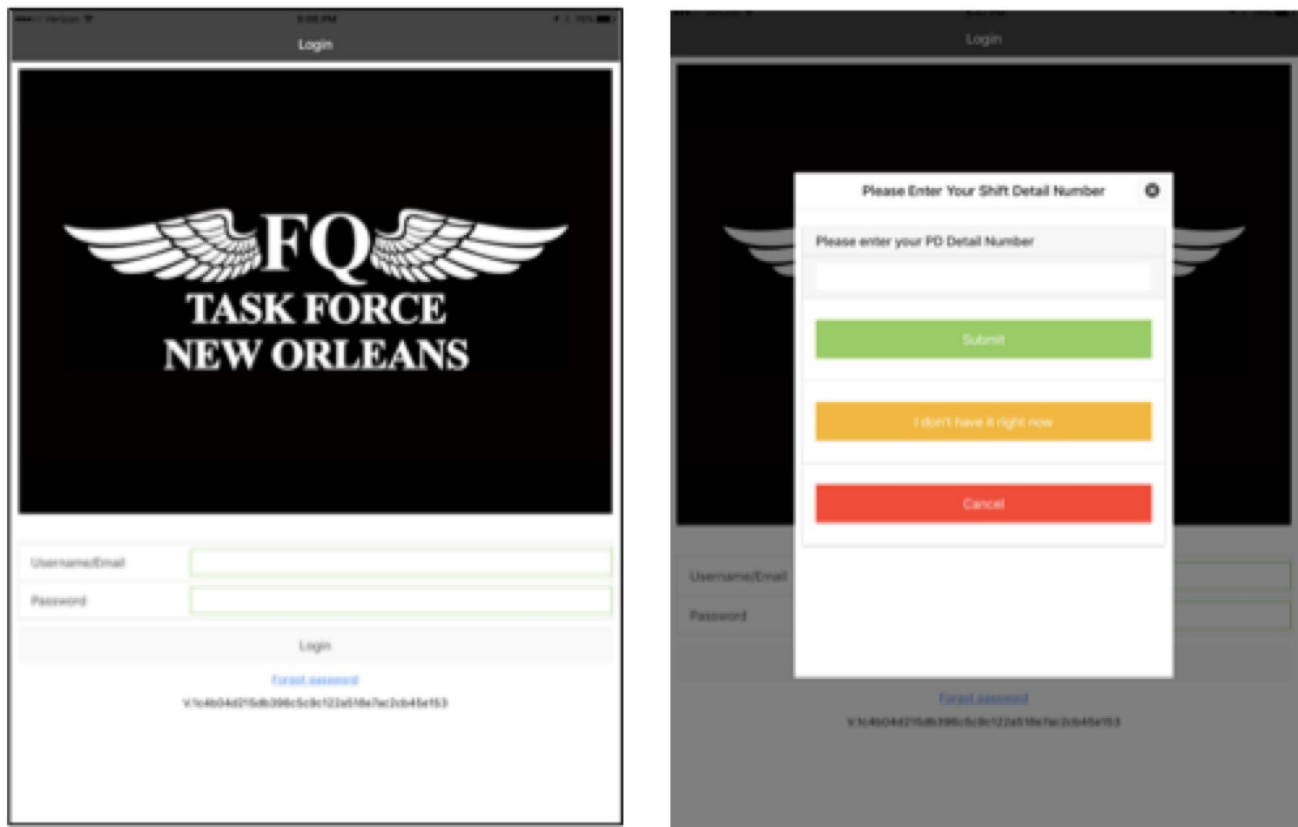 Verizon
Login
FQ
TASK FORCE
NEW ORLEANS
Username/Email
Password
Login
Forgot password
Login
Please Enter Your Shift Detail Number
Please enter your PD Detail Number
Submit
I don't have it right now
Cancel
Username/Email
Password
Forgot password